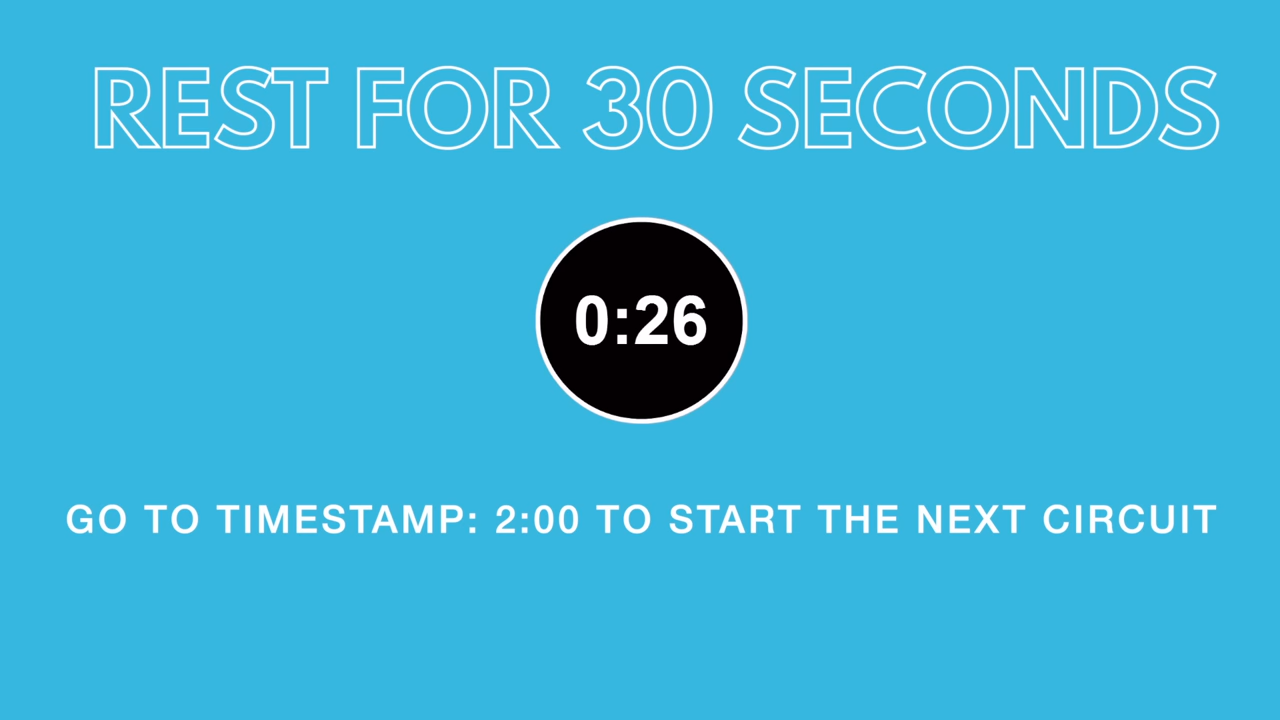 REST FOR 30 SECONDS
0:26
GO TO TIMESTAMP: 2:00 TO START THE NEXT CIRCUIT